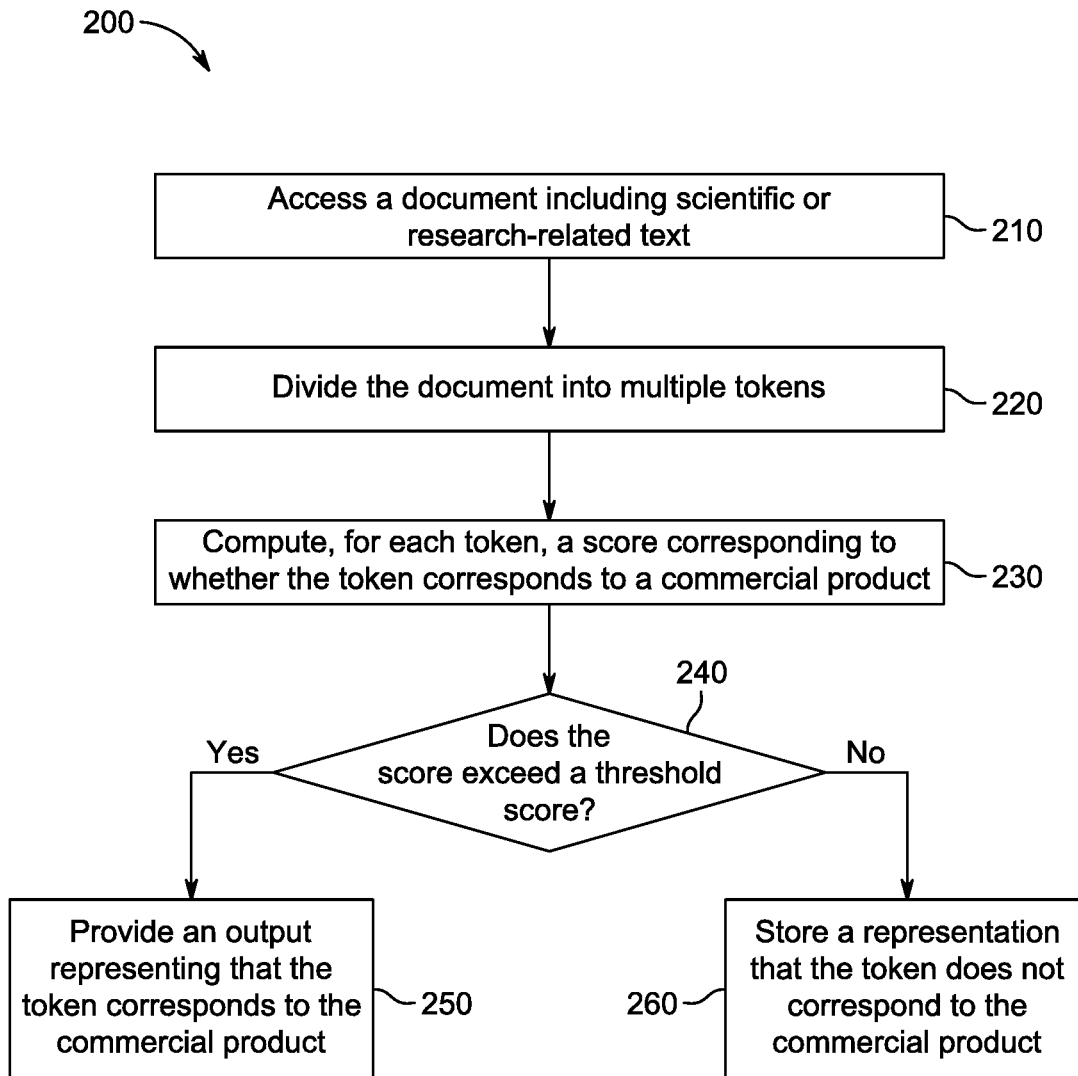 200
Access a document including scientific or
research-related text
210
Divide the document into multiple tokens
220
Compute, for each token, a score corresponding to
whether the token corresponds to a commercial product
230
240
Does the
score exceed a threshold
score?
Yes
No
Provide an output
representing that the
token corresponds to the
commercial product
250
Store a representation
that the token does not
correspond to the
commercial product
260